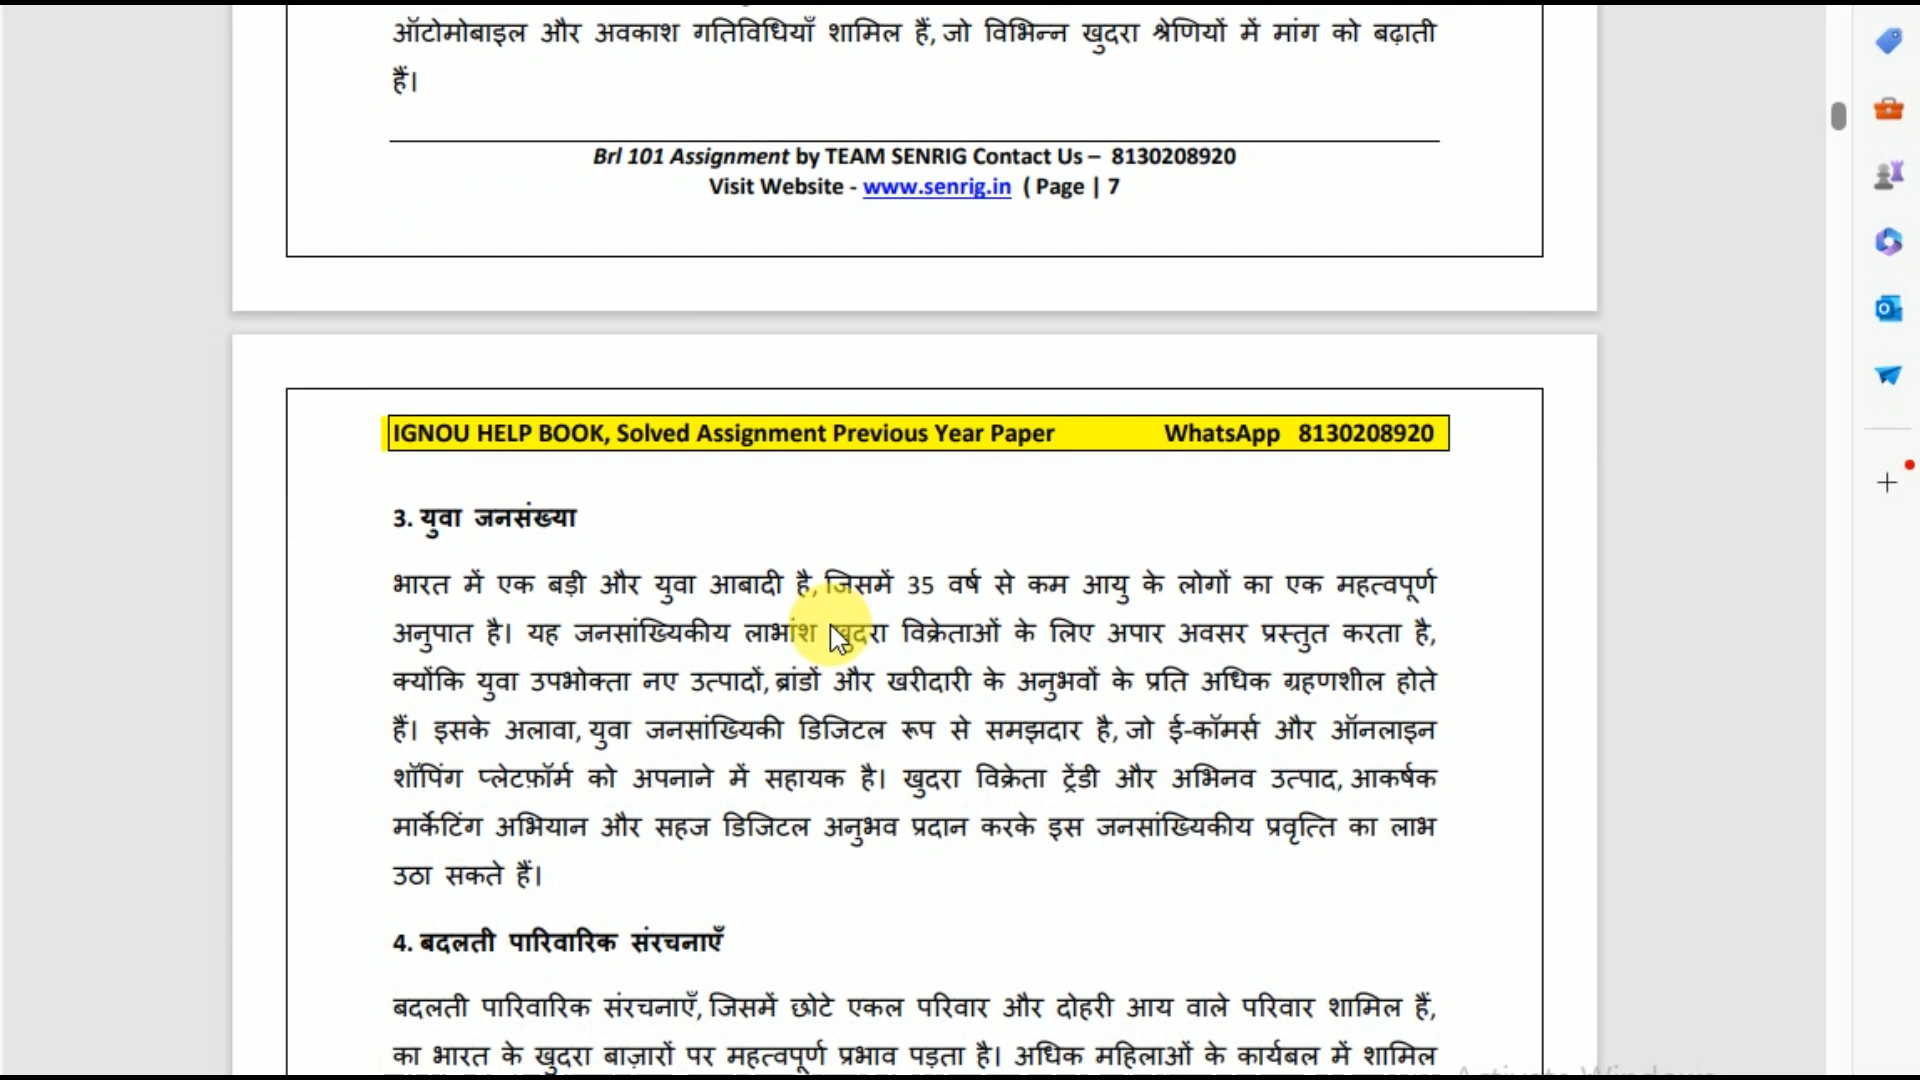 ऑटोमोबाइल और अवकाश गतिविधियाँ शामिल हैं, जो विभिन्न खुदरा श्रेणियों में मांग को बढ़ाती
हैं।
Brl 101 Assignment by TEAM SENRIG Contact Us – 8130208920
Visit Website - www.senrig.in ( Page | 7
IGNOU HELP BOOK, Solved Assignment Previous Year Paper WhatsApp 8130208920
3. युवा जनसंख्या
भारत में एक बड़ी और युवा आबादी है, जिसमें 35 वर्ष से कम आयु के लोगों का एक महत्वपूर्ण
अनुपात है। यह जनसांख्यिकीय लाभांश खुदरा विक्रेताओं के लिए अपार अवसर प्रस्तुत करता है,
क्योंकि युवा उपभोक्ता नए उत्पादों, ब्रांडों और खरीदारी के अनुभवों के प्रति अधिक ग्रहणशील होते
हैं। इसके अलावा, युवा जनसांख्यिकी डिजिटल रूप से समझदार है, जो ई-कॉमर्स और ऑनलाइन
शॉपिंग प्लेटफ़ॉर्म को अपनाने में सहायक है। खुदरा विक्रेता ट्रेंडी और अभिनव उत्पाद, आकर्षक
मार्केटिंग अभियान और सहज डिजिटल अनुभव प्रदान करके इस जनसांख्यिकीय प्रवृत्ति का लाभ
उठा सकते हैं।
4. बदलती पारिवारिक संरचनाएँ
बदलती पारिवारिक संरचनाएँ, जिसमें छोटे एकल परिवार और दोहरी आय वाले परिवार शामिल हैं,
का भारत के खुदरा बाज़ारों पर महत्वपूर्ण प्रभाव पड़ता है। अधिक महिलाओं के कार्यबल में शामिल